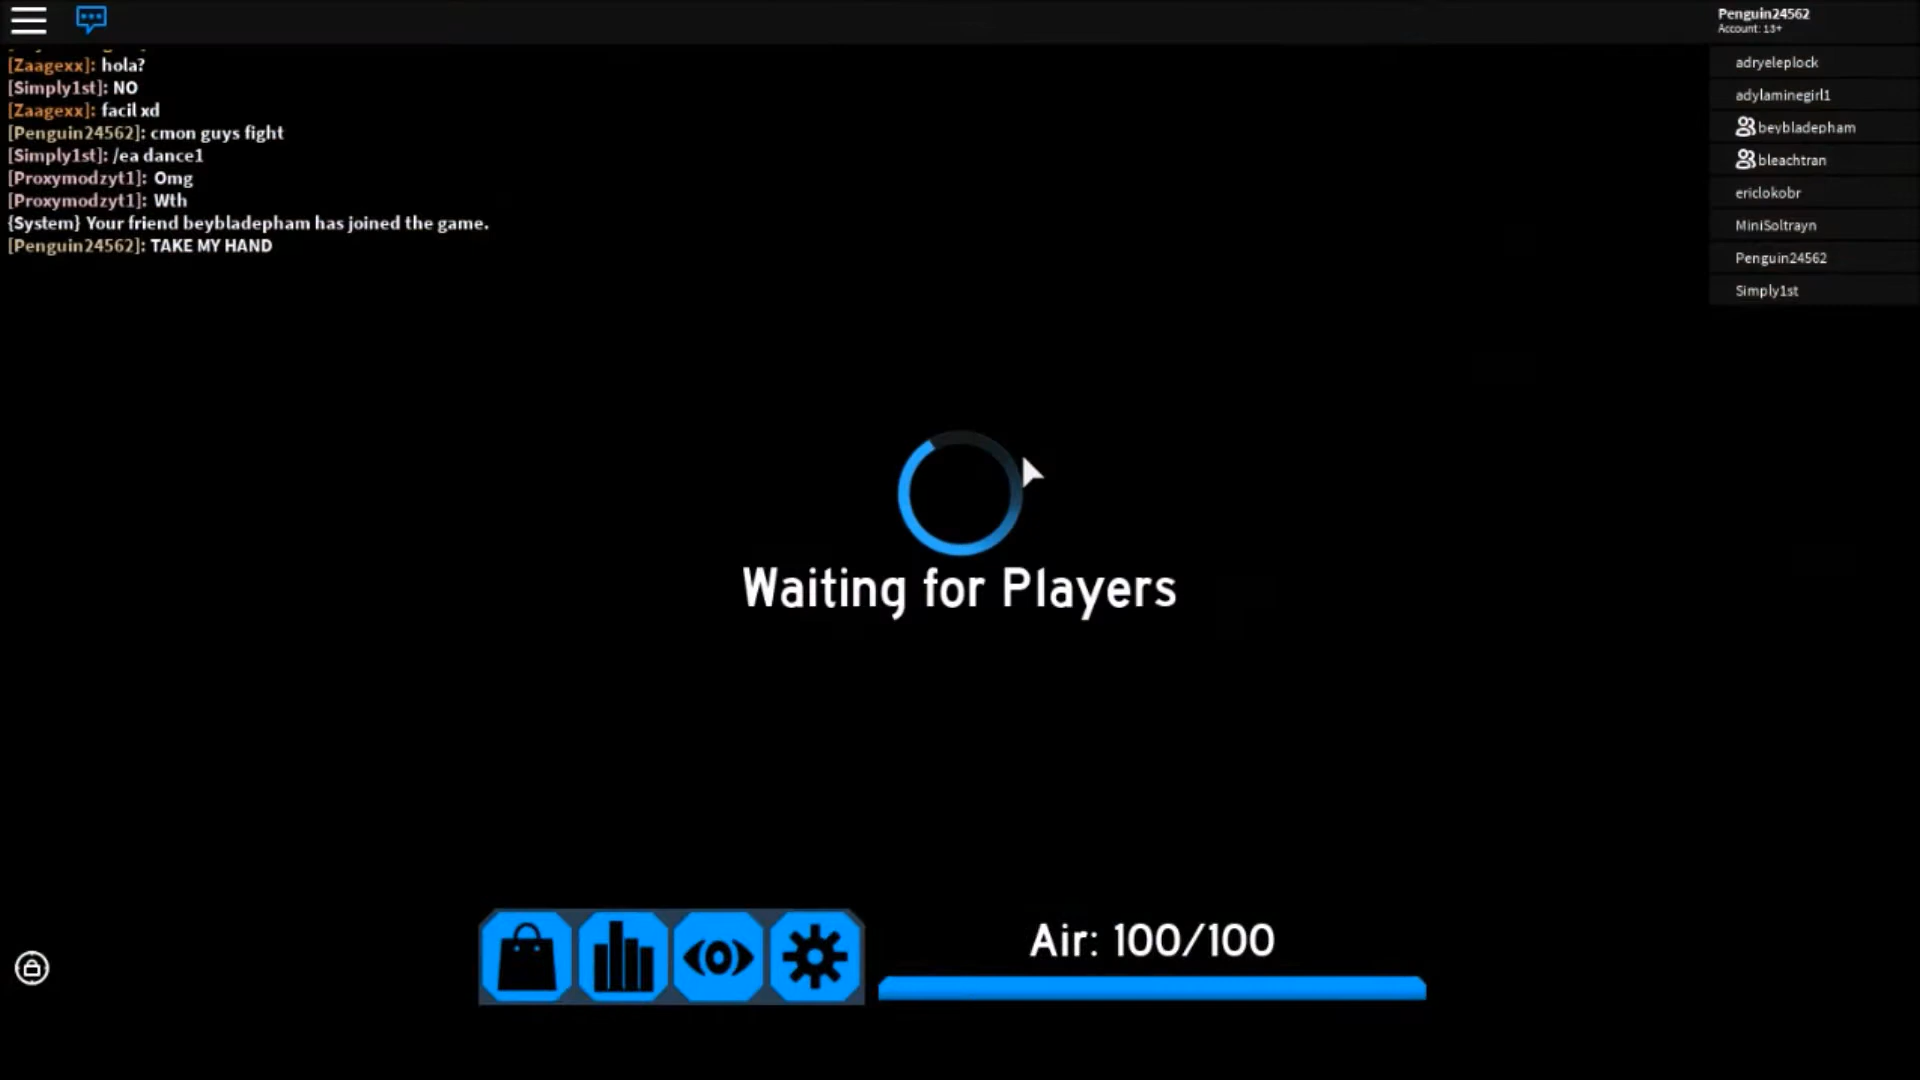 Penguin24562
Account: 13+
[Zaagexx]: hola?
[Simply1st]: NO
[Zaagexx]: facil xd
[Penguin24562]: cmon guys fight
[Simply1st]: /ea dance1
[Proxymodzyt1]: Omg
[Proxymodzyt1]: Wth
{System} Your friend beybladepham has joined the game.
[Penguin24562]: TAKE MY HAND
adryeleplock
adylaminegirl1
beybladepham
bleachtran
ericlokobr
MiniSoltrayn
Penguin24562
Simply1st
Waiting for Players
Air: 100/100